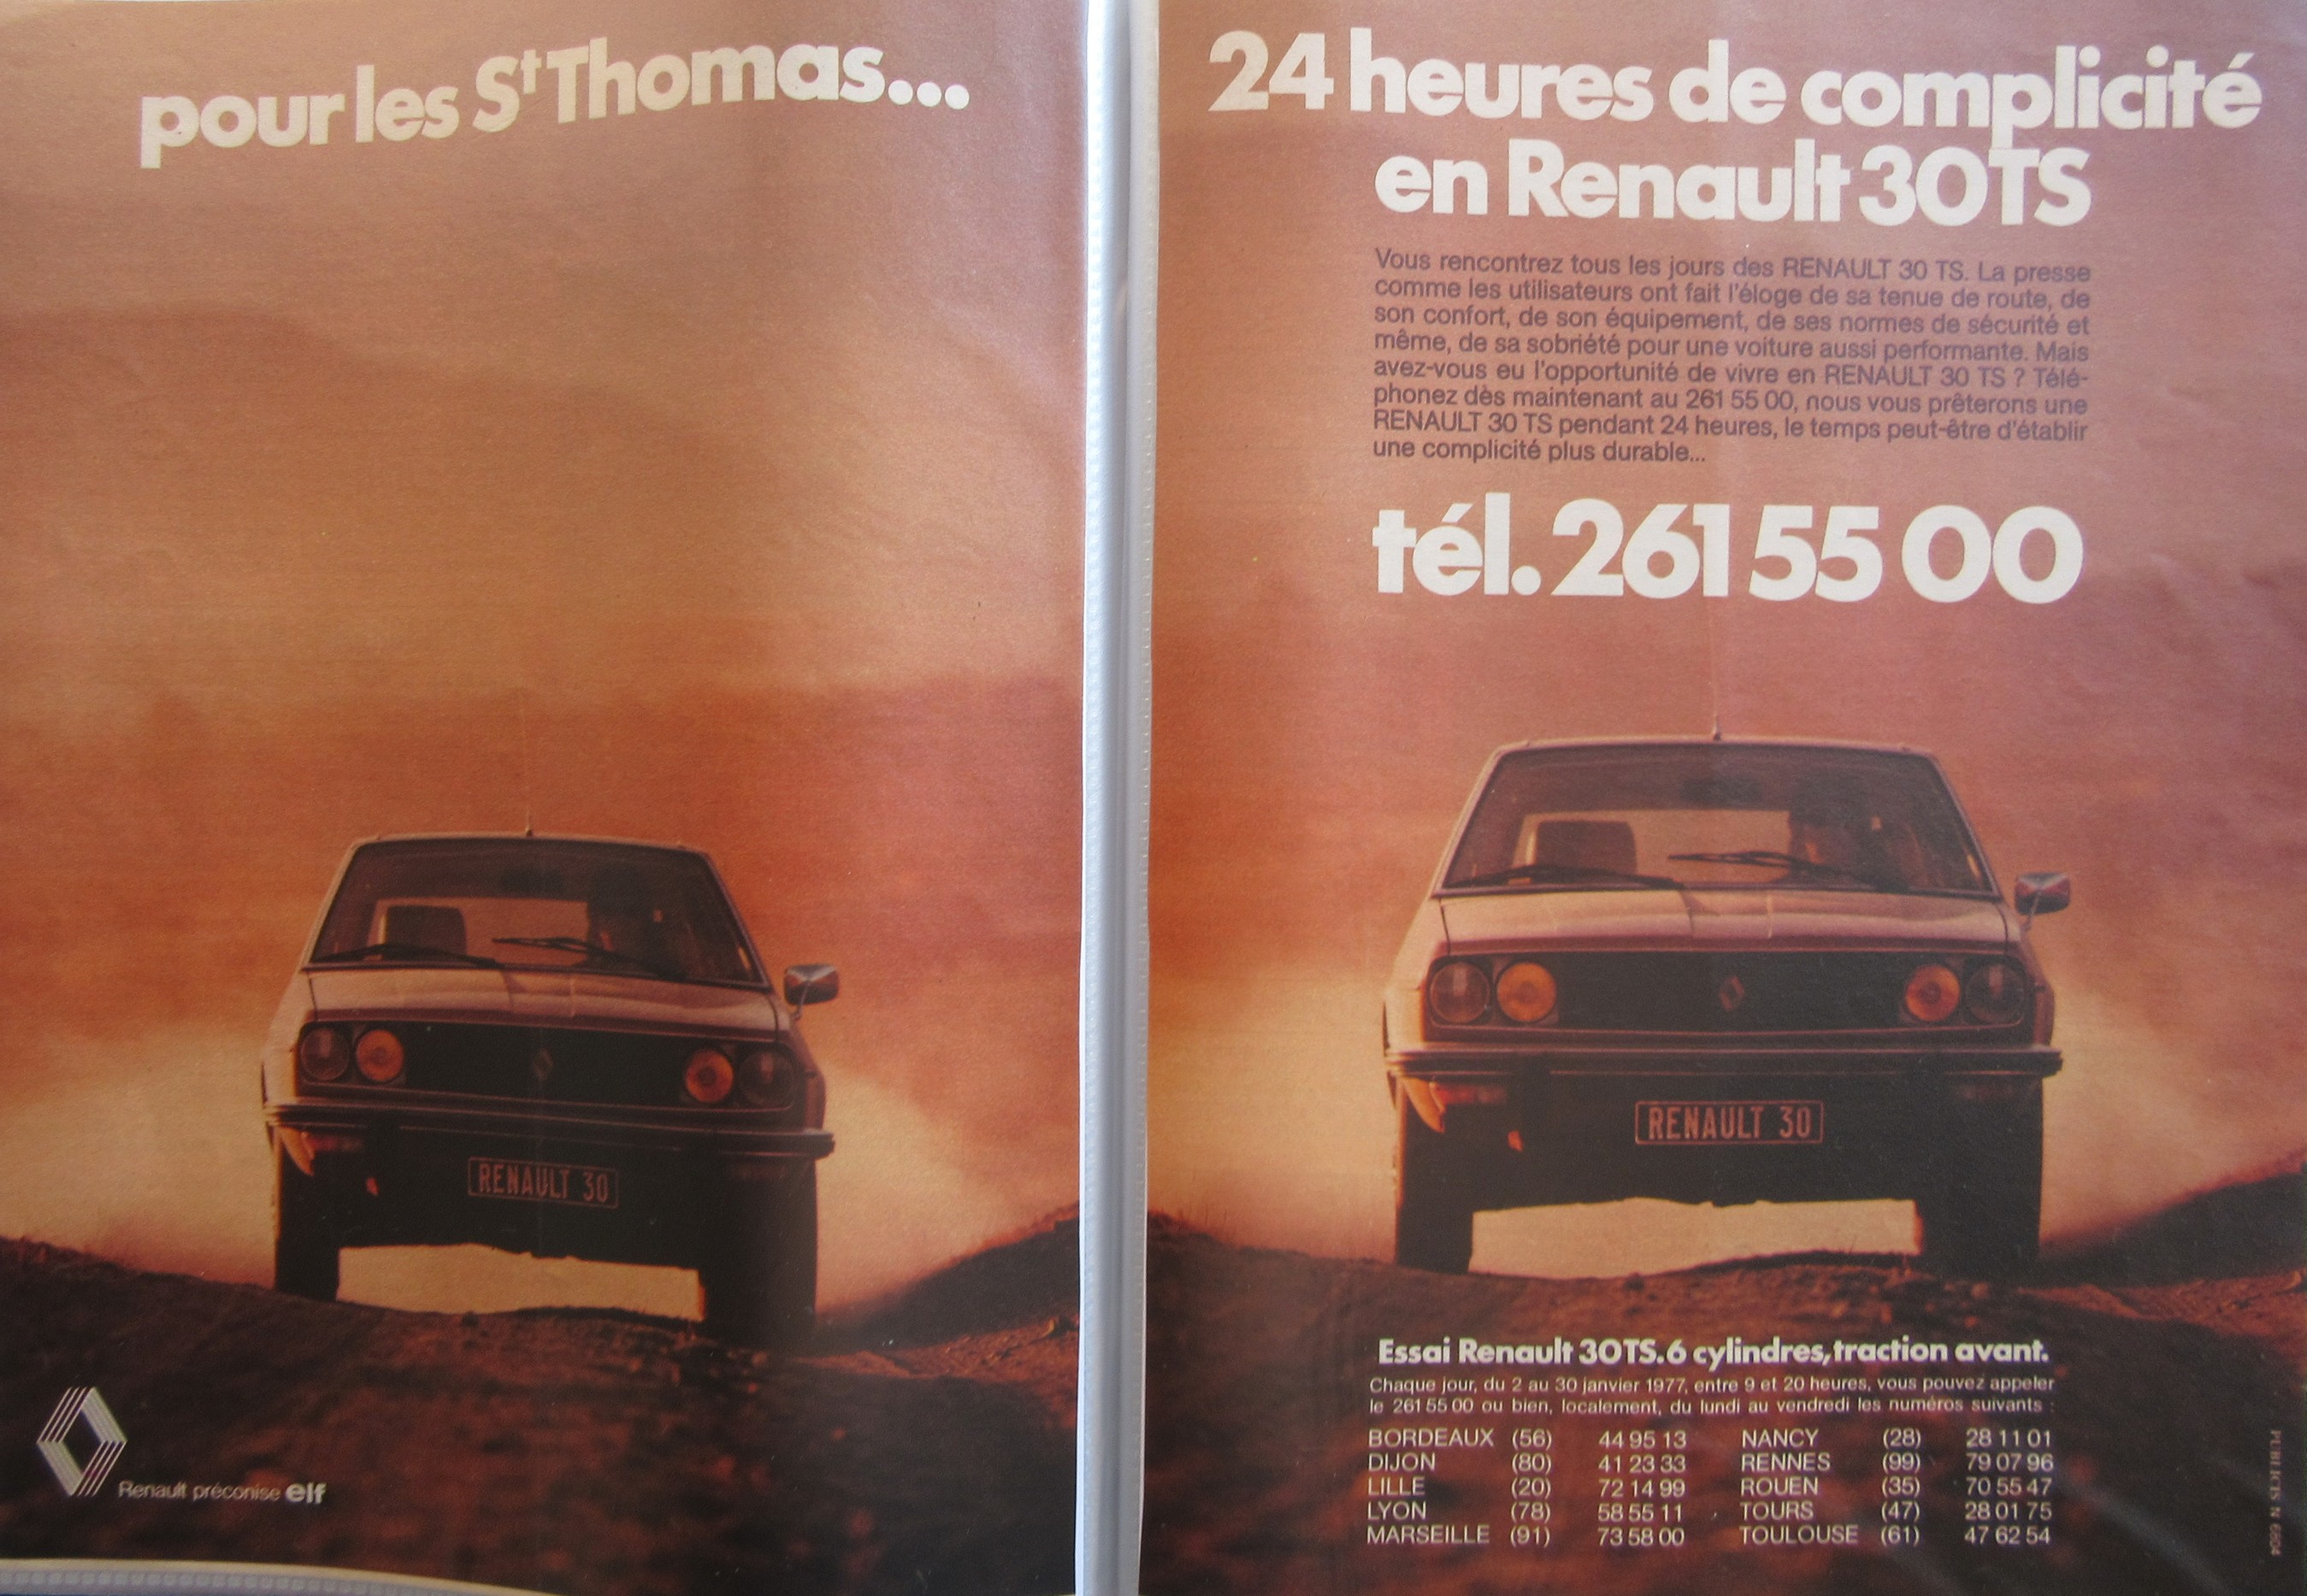 pour les St Thomas...
RENAULT 30
Renault préconise elf
24 heures de complicité
en Renault 30TS
Vous rencontrez tous les jours des RENAULT 30 TS. La presse
comme les utilisateurs ont fait l'éloge de sa tenue de route, de
son confort, de son équipement, de ses normes de sécurité et
même, de sa sobriété pour une voiture aussi performante. Mais
avez-vous eu l'opportunité de vivre en RENAULT 30 TS ? Télé-
phonez dès maintenant au 261 55 00, nous vous prêterons une
RENAULT 30 TS pendant 24 heures, le temps peut-être d'établir
une complicité plus durable...
tél. 261 55 00
RENAULT 30
Essai Renault 30TS. 6 cylindres, traction avant.
Chaque jour, du 2 au 30 janvier 1977, entre 9 et 20 heures, vous pouvez appeler
le 261 55 00 ou bien, localement, du lundi au vendredi les numéros suivants :
BORDEAUX (56) 44 95 13 NANCY (28) 28 11 01
DIJON (80) 41 23 33 RENNES (99) 79 07 96
LILLE (20) 72 14 99 ROUEN (35) 70 55 47
LYON (78) 58 55 11 TOURS (47) 28 01 75
MARSEILLE (91) 73 58 00 TOULOUSE (61) 47 62 54
PUBLICIS N 6604